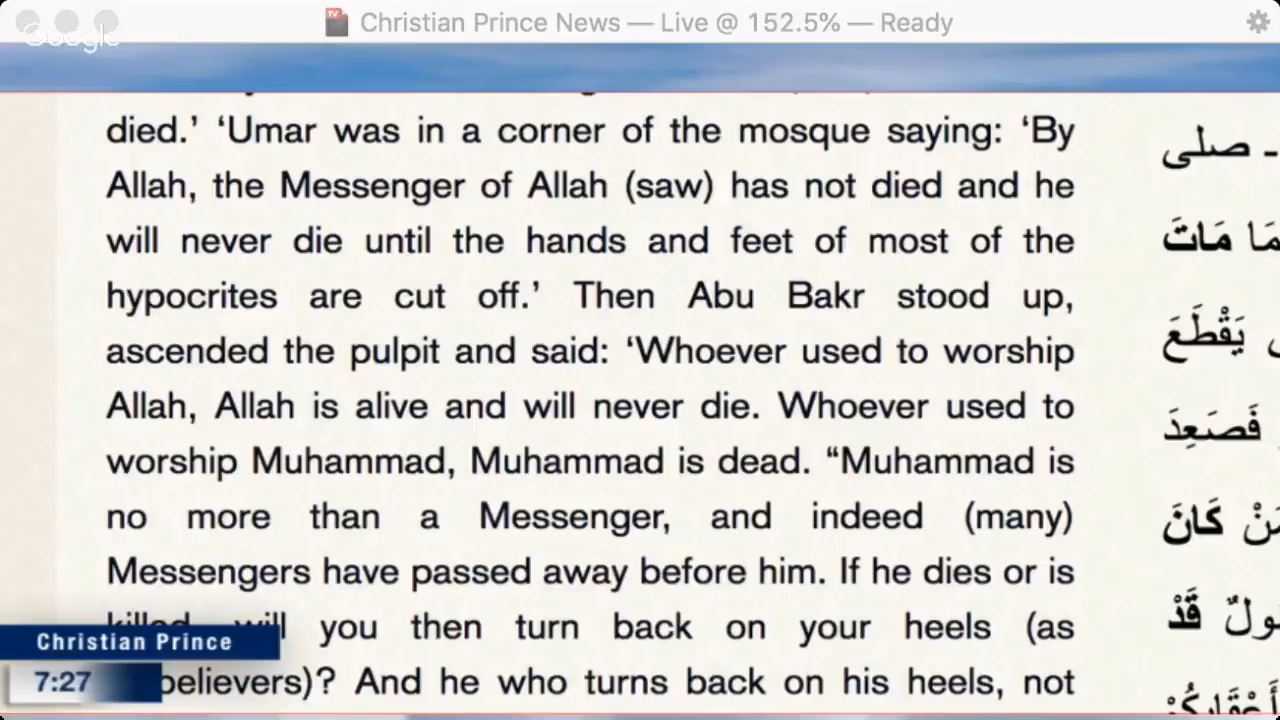 Christian Prince News — Live @ 152.5% — Ready
Google
died.’ ‘Umar was in a corner of the mosque saying: ‘By
Allah, the Messenger of Allah (saw) has not died and he
will never die until the hands and feet of most of the
hypocrites are cut off.’ Then Abu Bakr stood up,
ascended the pulpit and said: ‘Whoever used to worship
Allah, Allah is alive and will never die. Whoever used to
worship Muhammad, Muhammad is dead. “Muhammad is
no more than a Messenger, and indeed (many)
Messengers have passed away before him. If he dies or is
killed, will you then turn back on your heels (as
believers)? And he who turns back on his heels, not
ـ صلى
مَا مَاتَ
يَقْطَعَ
فَصَعِدَ
مَنْ كَانَ
قَدْ
Christian Prince
7:27